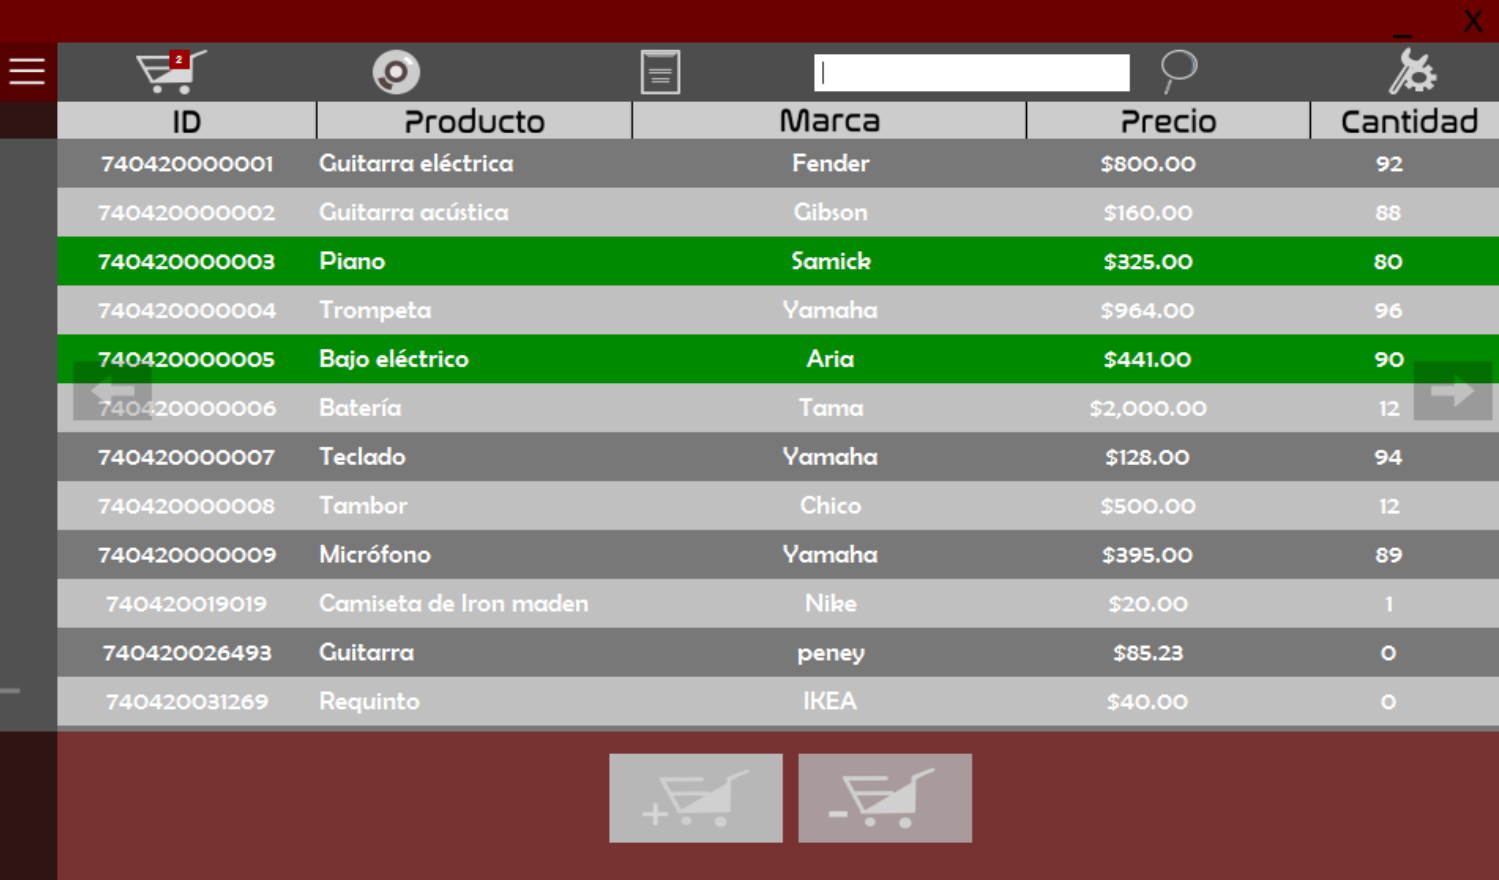 _ X
2
ID Producto Marca Precio Cantidad
740420000001 Guitarra eléctrica Fender $800.00 92
740420000002 Guitarra acústica Gibson $160.00 88
740420000003 Piano Samick $325.00 80
740420000004 Trompeta Yamaha $964.00 96
740420000005 Bajo eléctrico Aria $441.00 90
740420000006 Batería Tama $2,000.00 12
740420000007 Teclado Yamaha $128.00 94
740420000008 Tambor Chico $500.00 12
740420000009 Micrófono Yamaha $395.00 89
740420019019 Camiseta de Iron maden Nike $20.00 1
740420026493 Guitarra peney $85.23 0
740420031269 Requinto IKEA $40.00 0